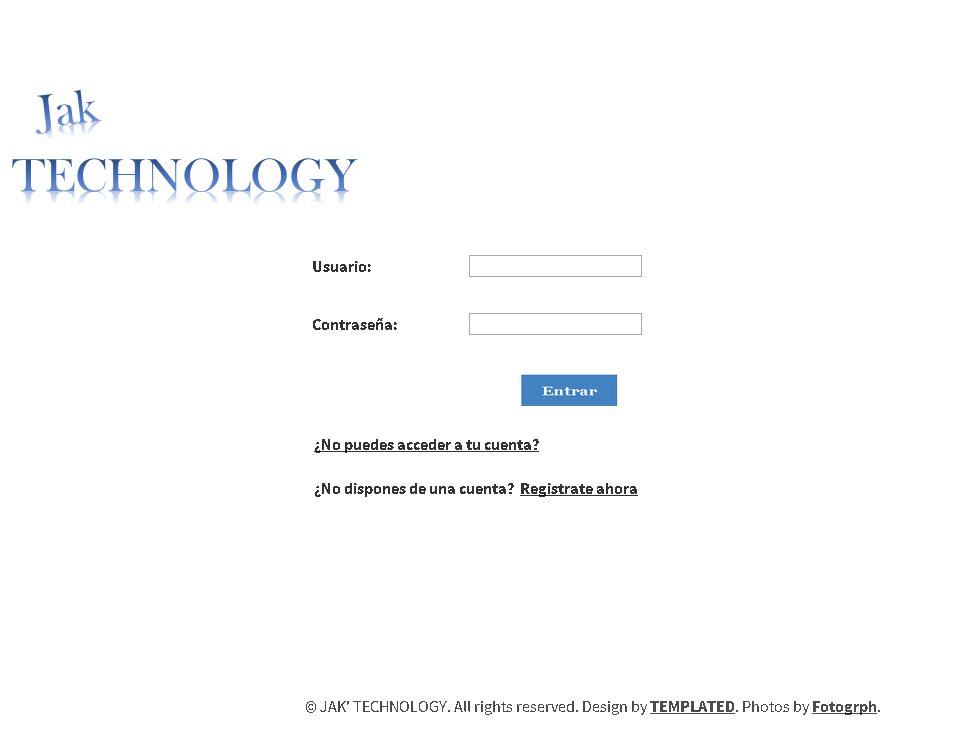 Jak
TECHNOLOGY
Usuario:
Contraseña:
Entrar
¿No puedes acceder a tu cuenta?
¿No dispones de una cuenta? Registrate ahora
© JAK' TECHNOLOGY. All rights reserved. Design by TEMPLATED. Photos by Fotogrph.